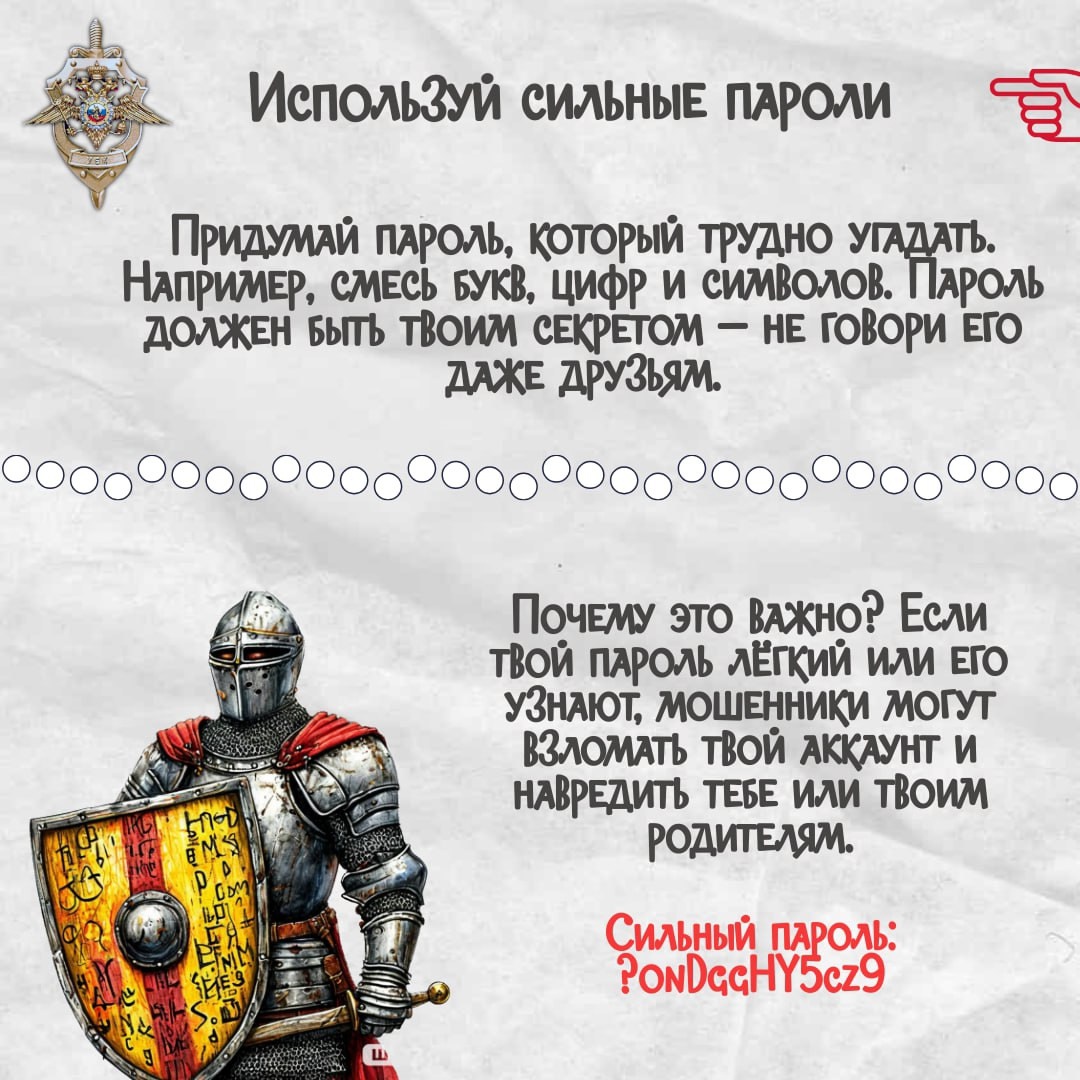 Используй сильные пароли
Придумай пароль, который трудно угадать.
Например, смесь букв, цифр и символов. Пароль
должен быть твоим секретом — не говори его
даже друзьям.
Почему это важно? Если
твой пароль лёгкий или его
узнают, мошенники могут
взломать твой аккаунт и
навредить тебе или твоим
родителям.
Сильный пароль:
?onDggHY5cz9